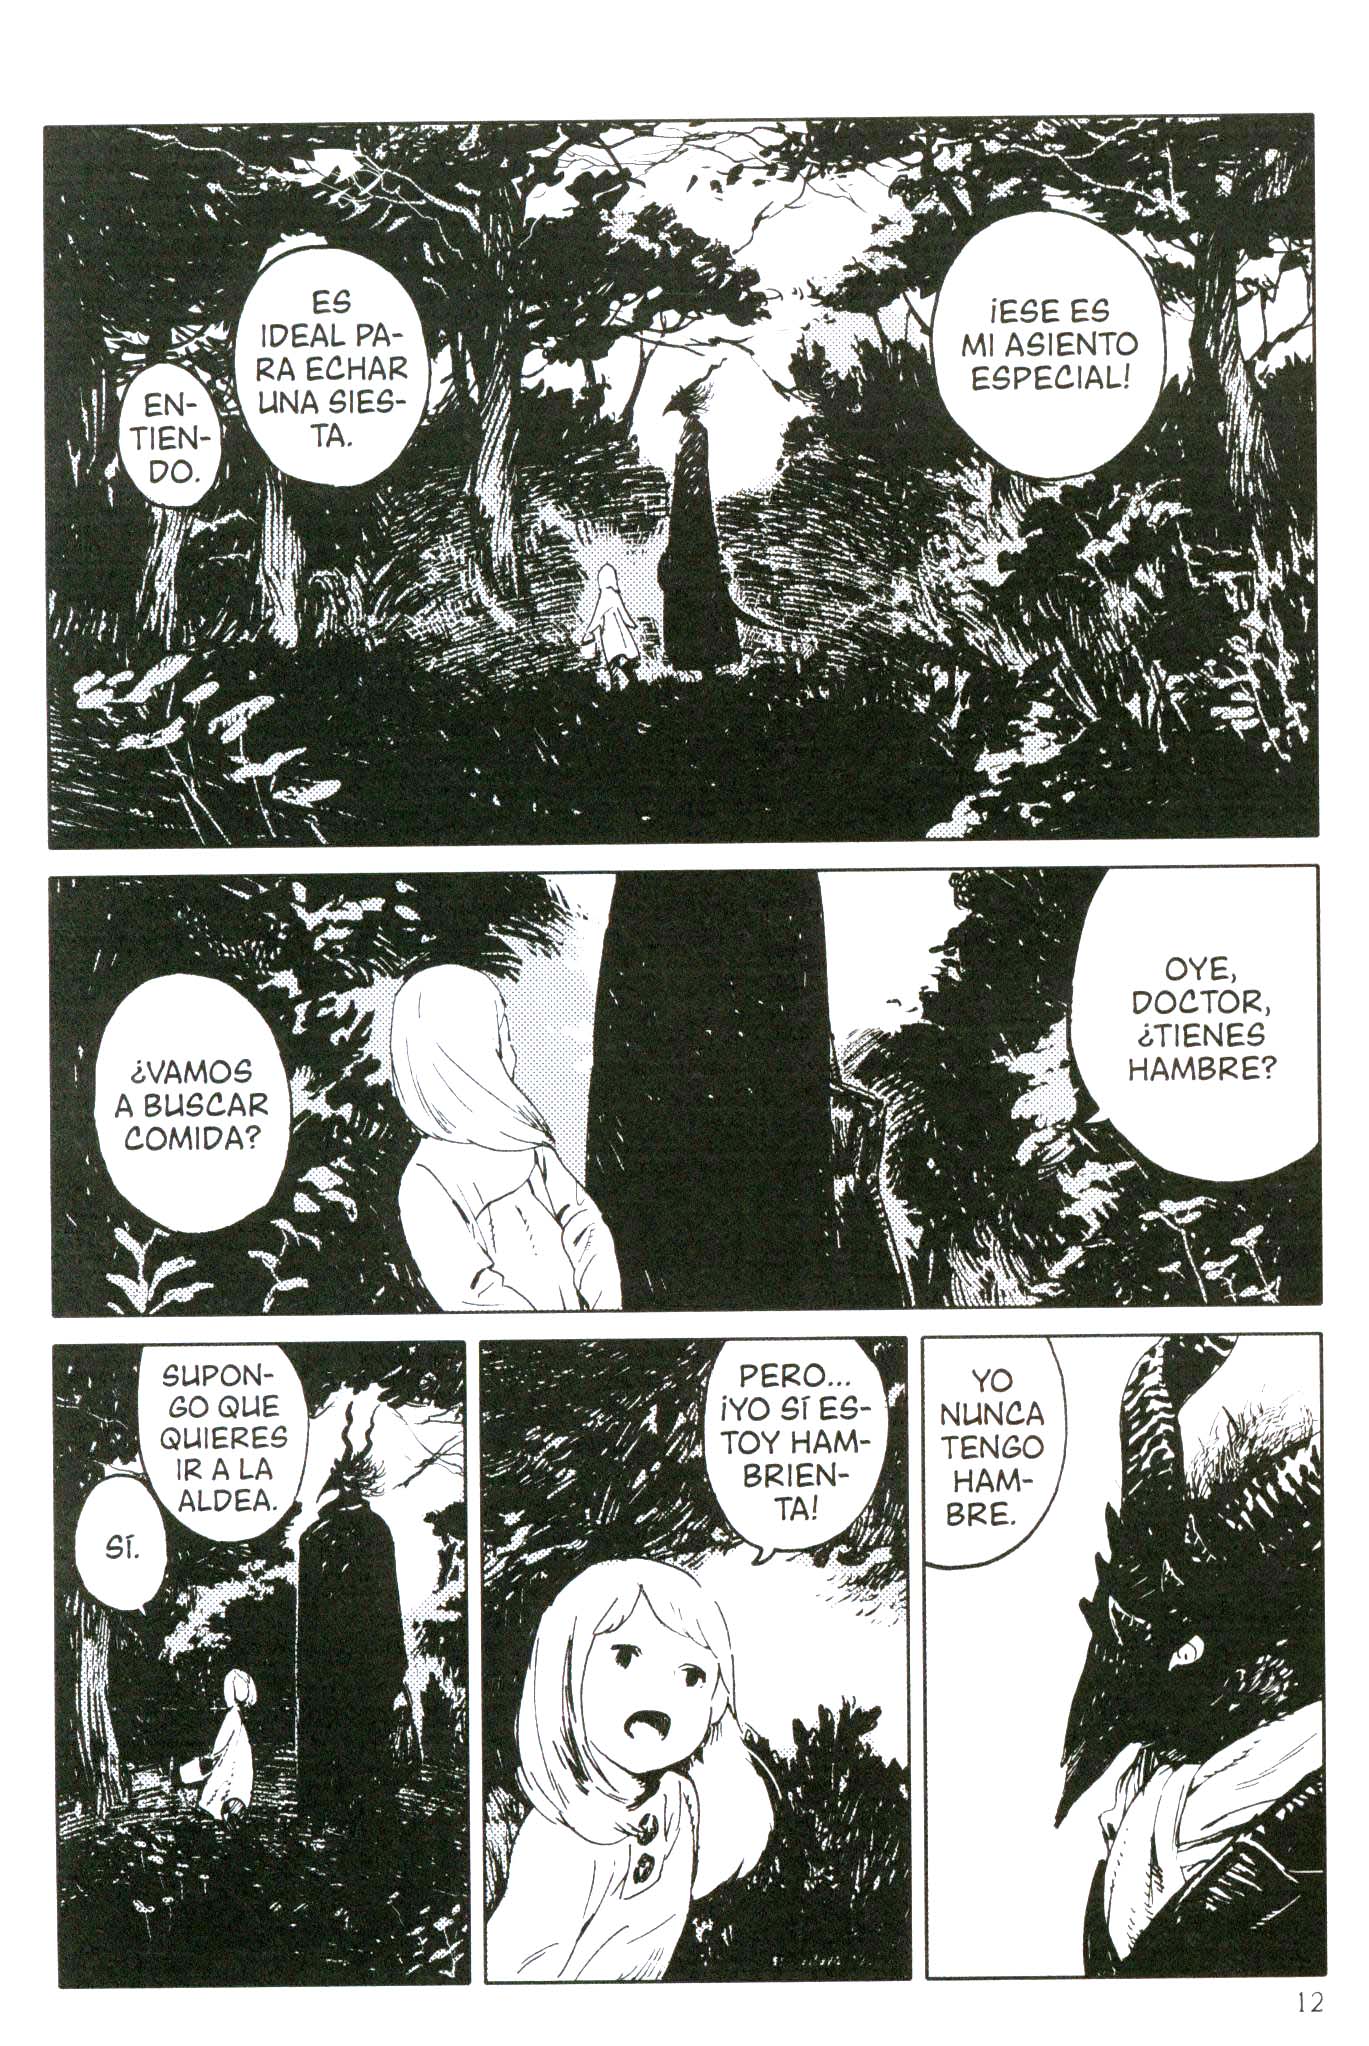 ¡ESE ES
MI ASIENTO
ESPECIAL!
ES
IDEAL PA-
RA ECHAR
UNA SIES-
TA.
EN-
TIEN-
DO.
OYE,
DOCTOR,
¿TIENES
HAMBRE?
¿VAMOS
A BUSCAR
COMIDA?
YO
NUNCA
TENGO
HAM-
BRE.
PERO...
¡YO SÍ ES-
TOY HAM-
BRIEN-
TA!
SUPON-
GO QUE
QUIERES
IR A LA
ALDEA.
SÍ.
12